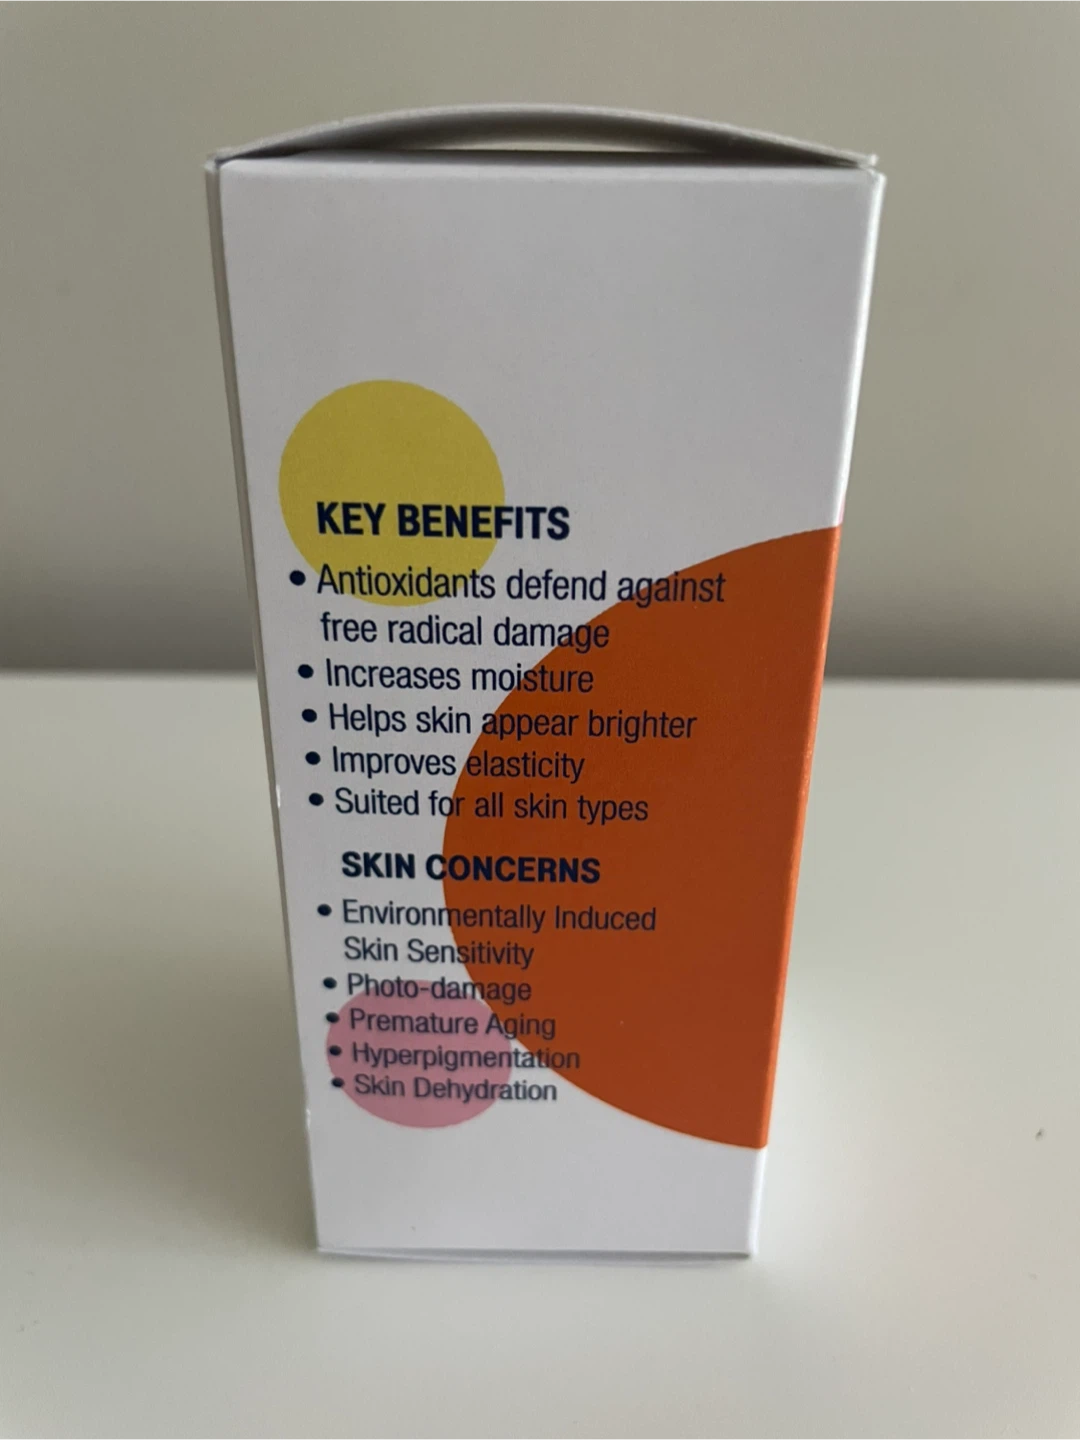 KEY BENEFITS
• Antioxidants defend against
free radical damage
• Increases moisture
• Helps skin appear brighter
• Improves elasticity
• Suited for all skin types
SKIN CONCERNS
• Environmentally Induced
Skin Sensitivity
• Photo-damage
• Premature Aging
• Hyperpigmentation
• Skin Dehydration